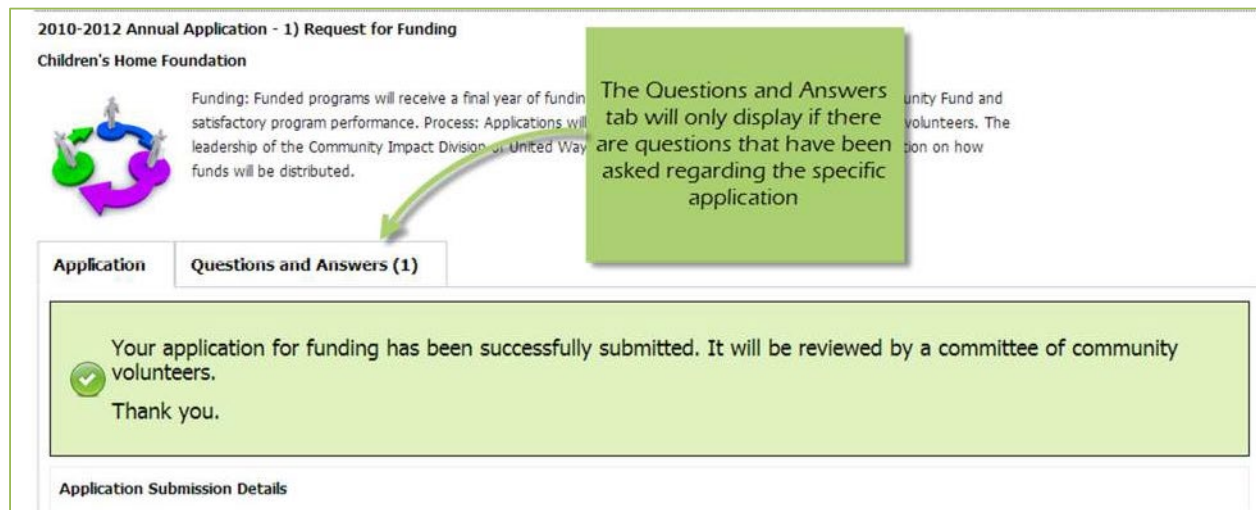 2010-2012 Annual Application - 1) Request for Funding
Children's Home Foundation
Funding: Funded programs will receive a final year of unity Fund and
satisfactory program performance. Process: Applications will volunteers. The
leadership of the Community Impact Division of United Way on how
funds will be distributed.
The Questions and Answers
tab will only display if there
are questions that have been
asked regarding the specific
application
Application
Questions and Answers (1)
Your application for funding has been successfully submitted. It will be reviewed by a committee of community
volunteers.
Thank you.
Application Submission Details